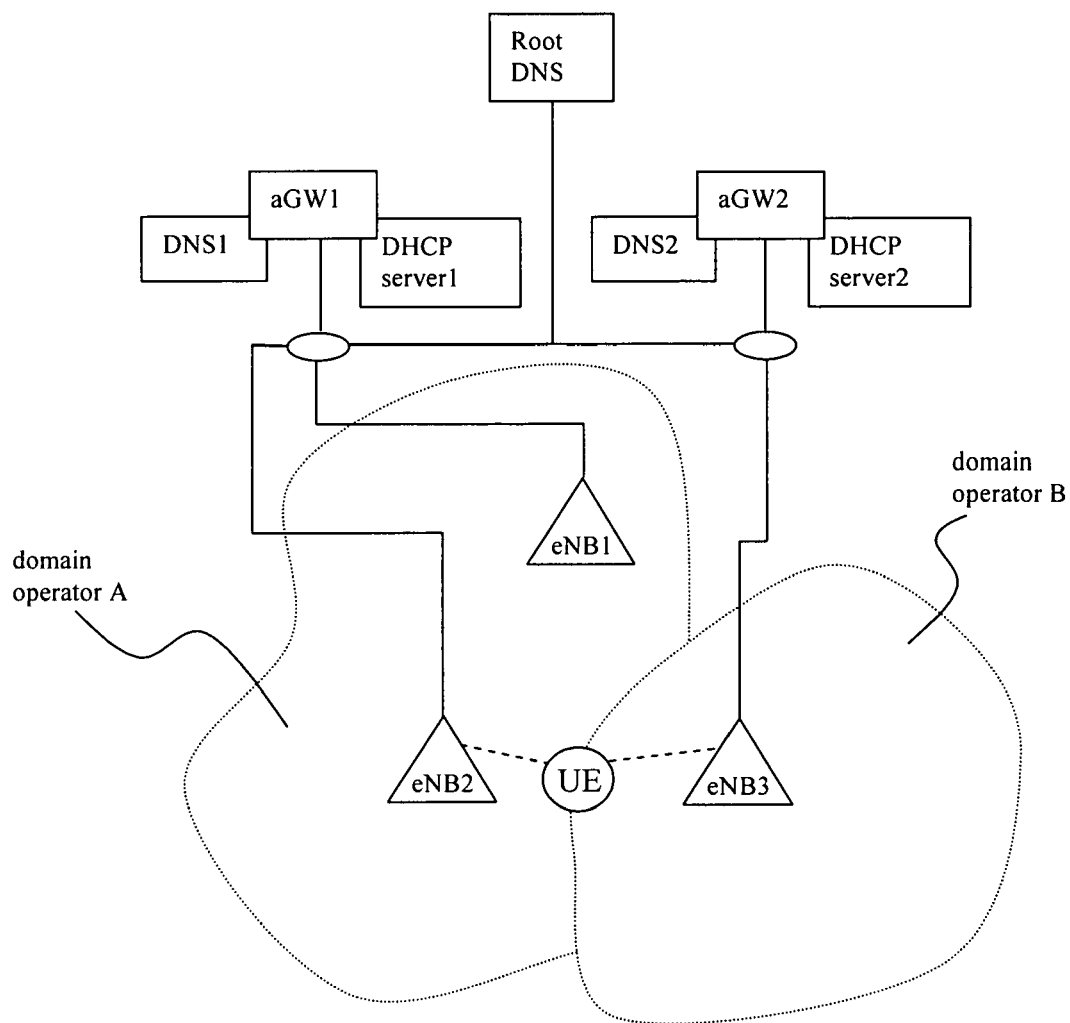 Root
DNS
aGW1
DNS1
DHCP
server1
aGW2
DNS2
DHCP
server2
eNB1
domain
operator B
domain
operator A
eNB2
UE
eNB3